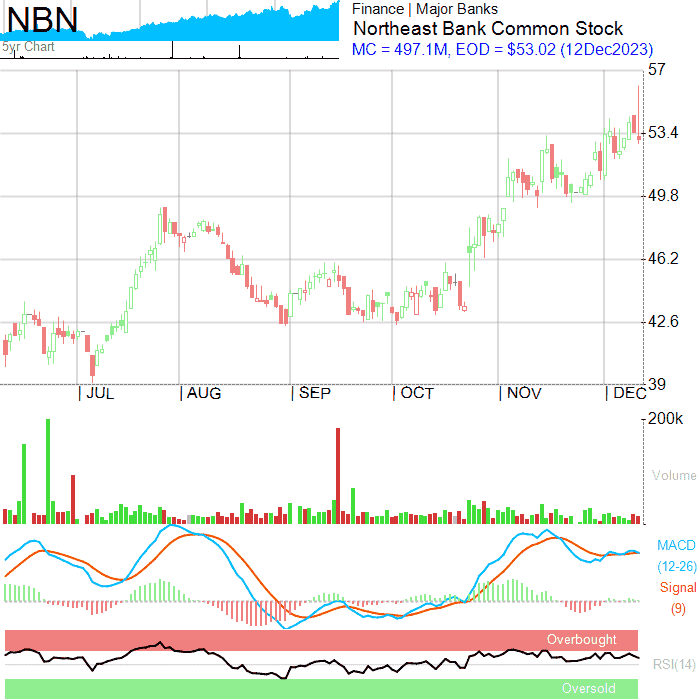 NBN
5yr Chart
Finance | Major Banks
Northeast Bank Common Stock
MC = 497.1M, EOD = $53.02 (12Dec2023)
57
53.4
49.8
46.2
42.6
39
| JUL | AUG | SEP | OCT | NOV | DEC
200k
Volume
MACD
(12-26)
Signal
(9)
Overbought
RSI(14)
Oversold